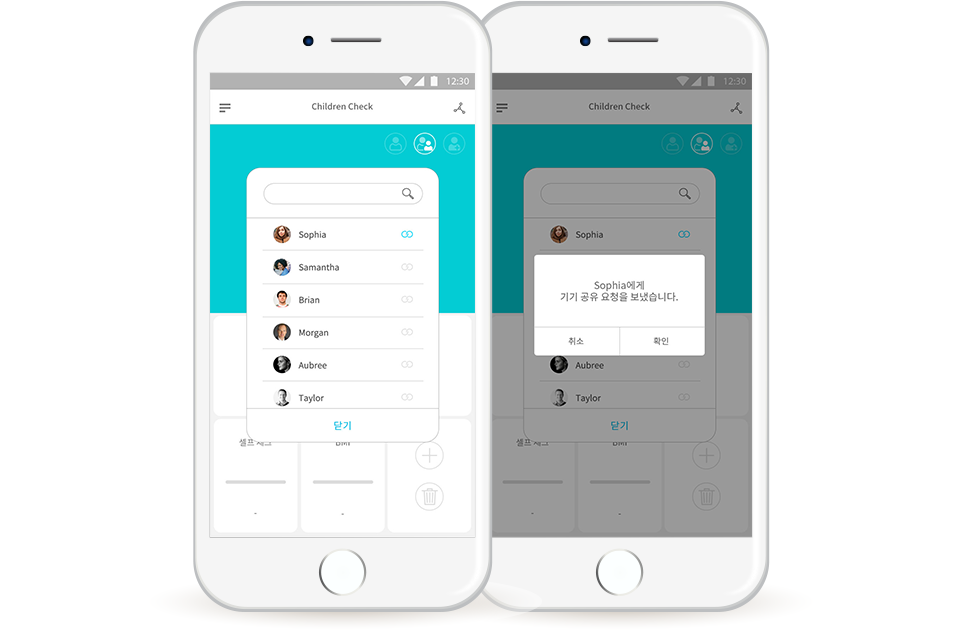 12:30
Children Check
Sophia
Samantha
Brian
Morgan
Aubree
Taylor
닫기
셀프 체크
BMI
-
-
12:30
Children Check
Sophia
Sophia에게
기기 공유 요청을 보냈습니다.
취소
확인
Aubree
Taylor
닫기
셀프 체크
BMI
-
-